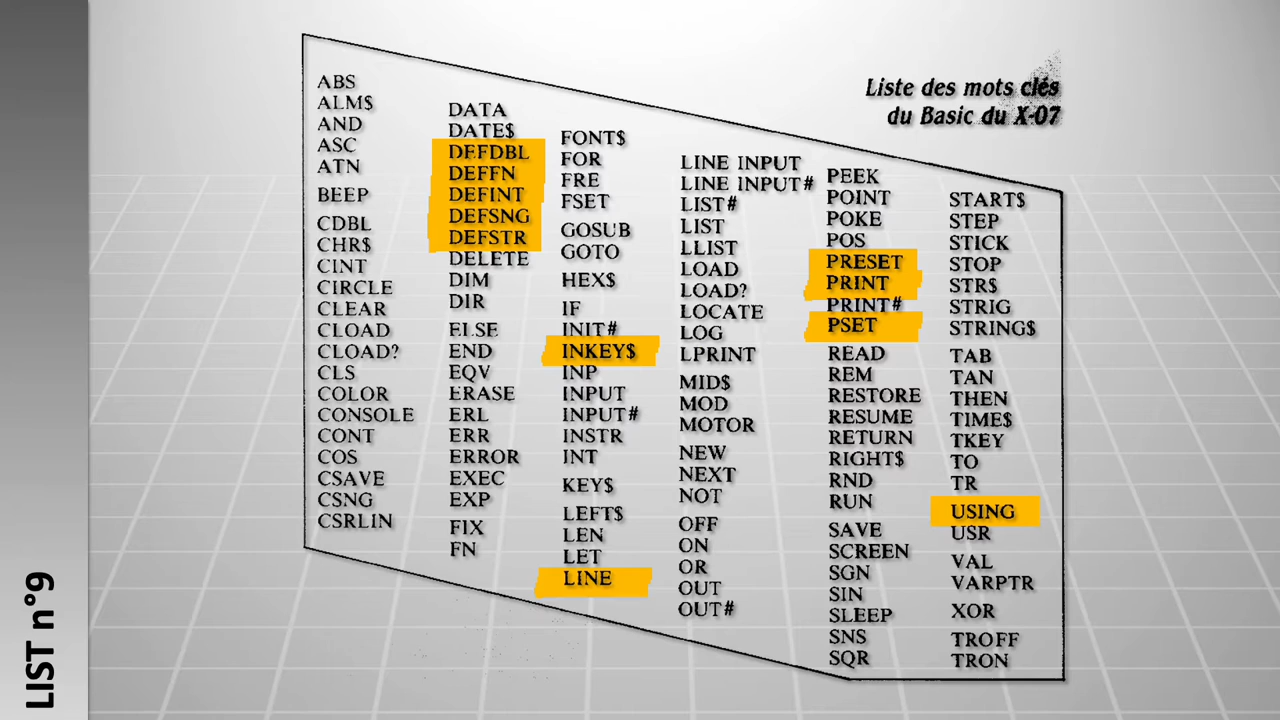 LIST n°9
Liste des mots clés
du Basic du X-07
ABS
ALM$
AND
ASC
ATN
BEEP
CDBL
CHR$
CINT
CIRCLE
CLEAR
CLOAD
CLOAD?
CLS
COLOR
CONSOLE
CONT
COS
CSAVE
CSNG
CSRLIN
DATA
DATE$
DEFDBL
DEFFN
DEFINT
DEFSNG
DEFSTR
DELETE
DIM
DIR
ELSE
END
EQV
ERASE
ERL
ERR
ERROR
EXEC
EXP
FIX
FN
FONT$
FOR
FRE
FSET
GOSUB
GOTO
HEX$
IF
INIT#
INKEY$
INP
INPUT
INPUT#
INSTR
INT
KEY$
LEFT$
LEN
LET
LINE
LINE INPUT
LINE INPUT#
LIST#
LIST
LLIST
LOAD
LOAD?
LOCATE
LOG
LPRINT
MID$
MOD
MOTOR
NEW
NEXT
NOT
OFF
ON
OR
OUT
OUT#
PEEK
POINT
POKE
POS
PRESET
PRINT
PRINT#
PSET
READ
REM
RESTORE
RESUME
RETURN
RIGHT$
RND
RUN
SAVE
SCREEN
SGN
SIN
SLEEP
SNS
SQR
START$
STEP
STICK
STOP
STR$
STRIG
STRING$
TAB
TAN
THEN
TIME$
TKEY
TO
TR
USING
USR
VAL
VARPTR
XOR
TROFF
TRON